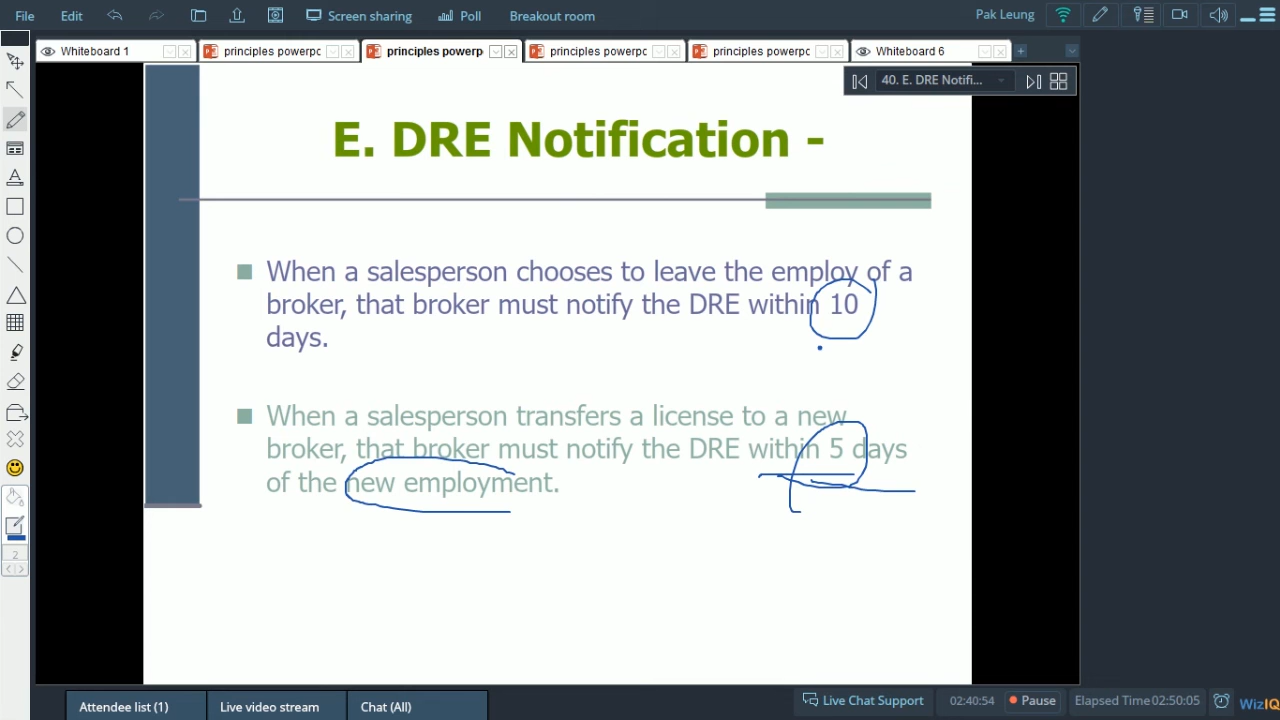 File Edit Screen sharing Poll Breakout room Pak Leung
Whiteboard 1 principles powerpc principles powerp principles powerpc principles powerpc Whiteboard 6
40. E. DRE Notifi...
E. DRE Notification -
When a salesperson chooses to leave the employ of a
broker, that broker must notify the DRE within 10
days.
When a salesperson transfers a license to a new
broker, that broker must notify the DRE within 5 days
of the new employment.
2
Attendee list (1) Live video stream Chat (All) Live Chat Support 02:40:54 Pause Elapsed Time 02:50:05 WizIQ